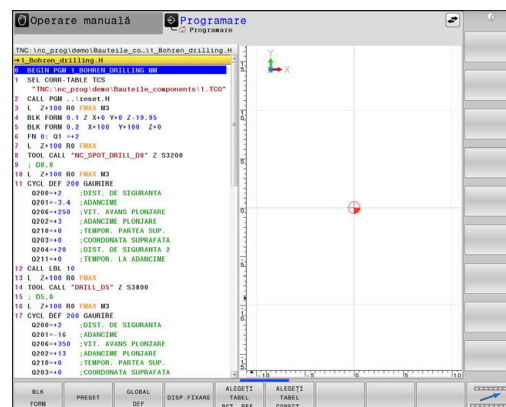 Operare manuală
Programare
Programare
TNC:\nc_prog\demo\Bauteile_co…\1_Bohren_drilling.H
→1_Bohren_drilling.H
0 BEGIN PGM 1_BOHREN_DRILLING MM
1 SEL CORR-TABLE TCS
"TNC:\nc_prog\demo\Bauteile_components\1.TCO"
2 CALL PGM ..\reset.H
3 L Z+100 R0 FMAX M3
4 BLK FORM 0.1 Z X+0 Y+0 Z-19.95
5 BLK FORM 0.2 X+100 Y+100 Z+0
6 FN 0: Q1 =+2
7 L Z+100 R0 FMAX
8 TOOL CALL "NC_SPOT_DRILL_D8" Z S3200
9 ; D8,0
10 L Z+100 R0 FMAX M3
11 CYCL DEF 200 GAURIRE
Q200=+2 ;DIST. DE SIGURANTA
Q201=-3.4 ;ADANCIME
Q206=+250 ;VIT. AVANS PLONJARE
Q202=+3 ;ADANCIME PLONJARE
Q210=+0 ;TEMPOR. PARTEA SUP.
Q203=+0 ;COORDONATA SUPRAFATA
Q204=+20 ;DIST. DE SIGURANTA 2
Q211=+0 ;TEMPOR. LA ADANCIME
12 CALL LBL 10
13 L Z+100 R0 FMAX
14 TOOL CALL "DRILL_D5" Z S3800
15 ; D5,0
16 L Z+100 R0 FMAX M3
17 CYCL DEF 200 GAURIRE
Q200=+2 ;DIST. DE SIGURANTA
Q201=-16 ;ADANCIME
Q206=+350 ;VIT. AVANS PLONJARE
Q202=+13 ;ADANCIME PLONJARE
Q210=+0 ;TEMPOR. PARTEA SUP.
Q203=+0 ;COORDONATA SUPRAFATA
Y
X
BLK FORM
PRESET
GLOBAL DEF
DISP.FIXARE
ALEGEȚI TABEL PCT. REF.
ALEGEȚI TABEL CORECT.